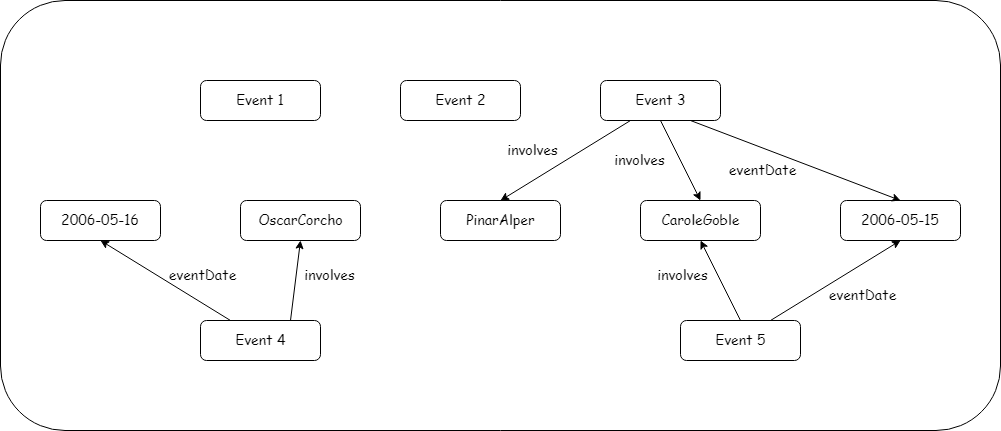 Event 1
Event 2
Event 3
involves
involves
eventDate
2006-05-16
OscarCorcho
PinarAlper
CaroleGoble
2006-05-15
eventDate
involves
involves
eventDate
Event 4
Event 5